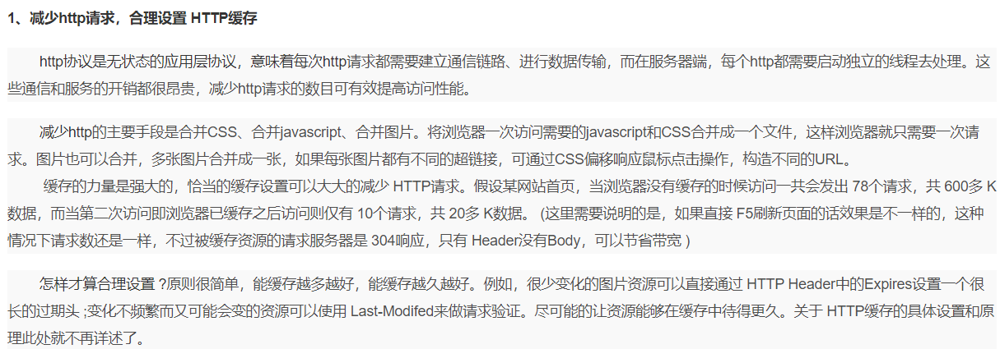 1、减少http请求，合理设置 HTTP缓存
http协议是无状态的应用层协议，意味着每次http请求都需要建立通信链路、进行数据传输，而在服务器端，每个http都需要启动独立的线程去处理。这
些通信和服务的开销都很昂贵，减少http请求的数目可有效提高访问性能。
减少http的主要手段是合并CSS、合并javascript、合并图片。将浏览器一次访问需要的javascript和CSS合并成一个文件，这样浏览器就只需要一次请
求。图片也可以合并，多张图片合并成一张，如果每张图片都有不同的超链接，可通过CSS偏移响应鼠标点击操作，构造不同的URL。
缓存的力量是强大的，恰当的缓存设置可以大大的减少 HTTP请求。假设某网站首页，当浏览器没有缓存的时候访问一共会发出 78个请求，共 600多 K
数据，而当第二次访问即浏览器已缓存之后访问则仅有 10个请求，共 20多 K数据。 (这里需要说明的是，如果直接 F5刷新页面的话效果是不一样的，这种
情况下请求数还是一样，不过被缓存资源的请求服务器是 304响应，只有 Header没有Body，可以节省带宽 )
怎样才算合理设置 ?原则很简单，能缓存越多越好，能缓存越久越好。例如，很少变化的图片资源可以直接通过 HTTP Header中的Expires设置一个很
长的过期头 ;变化不频繁而又可能会变的资源可以使用 Last-Modifed来做请求验证。尽可能的让资源能够在缓存中待得更久。关于 HTTP缓存的具体设置和原
理此处就不再详述了。